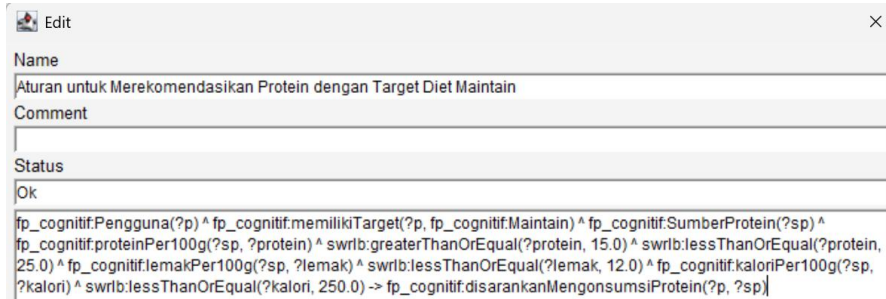 Edit
Name
Aturan untuk Merekomendasikan Protein dengan Target Diet Maintain
Comment
Status
Ok
fp_cognitif:Pengguna(?p) ^ fp_cognitif:memilikiTarget(?p, fp_cognitif:Maintain) ^ fp_cognitif:SumberProtein(?sp) ^
fp_cognitif:proteinPer100g(?sp, ?protein) ^ swrlb:greaterThanOrEqual(?protein, 15.0) ^ swrlb:lessThanOrEqual(?protein,
25.0) ^ fp_cognitif:lemakPer100g(?sp, ?lemak) ^ swrlb:lessThanOrEqual(?lemak, 12.0) ^ fp_cognitif:kaloriPer100g(?sp,
?kalori) ^ swrlb:lessThanOrEqual(?kalori, 250.0) -> fp_cognitif:disarankanMengonsumsiProtein(?p, ?sp)